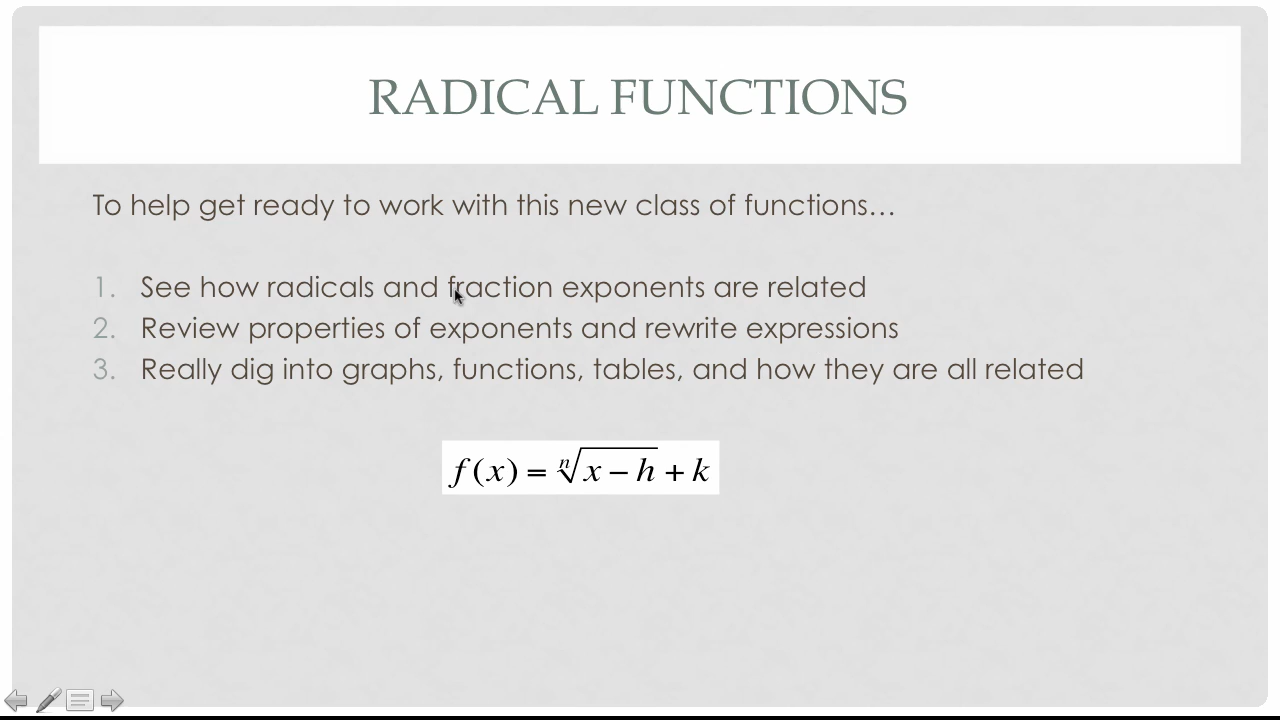 RADICAL FUNCTIONS
To help get ready to work with this new class of functions…
1. See how radicals and fraction exponents are related
2. Review properties of exponents and rewrite expressions
3. Really dig into graphs, functions, tables, and how they are all related
f(x) = ⁿ√(x − h) + k